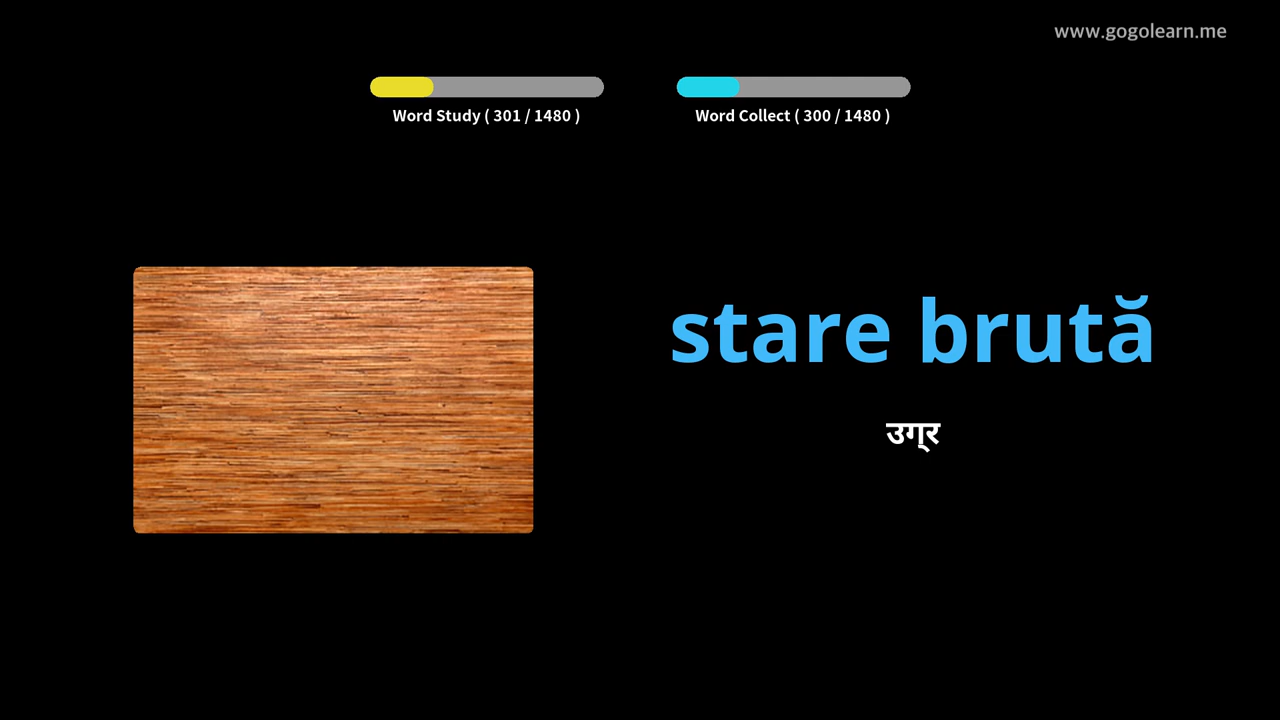 www.gogolearn.me
Word Study ( 301 / 1480 )
Word Collect ( 300 / 1480 )
stare brută
उग्र